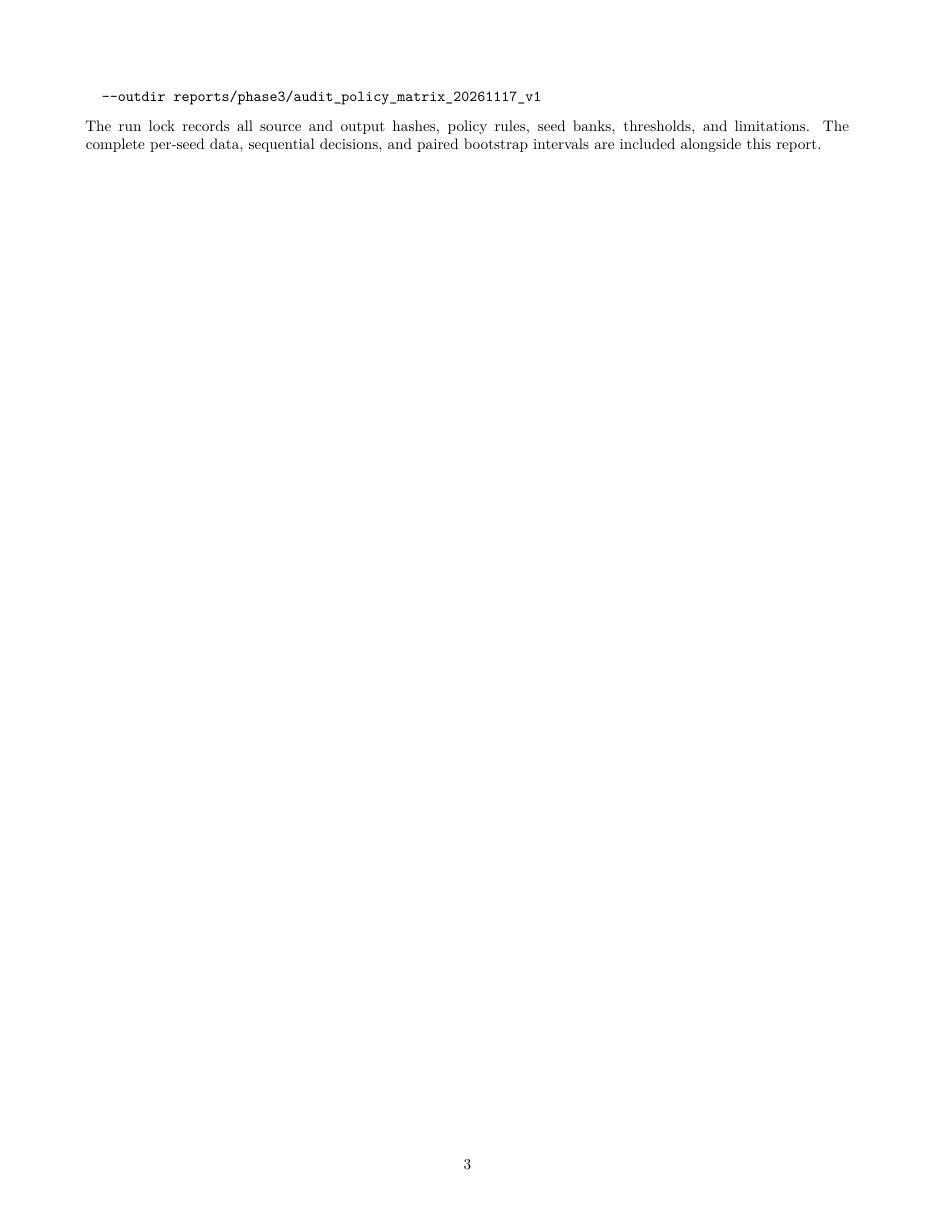 --outdir reports/phase3/audit_policy_matrix_20261117_v1
The run lock records all source and output hashes, policy rules, seed banks, thresholds, and limitations. The
complete per-seed data, sequential decisions, and paired bootstrap intervals are included alongside this report.
3